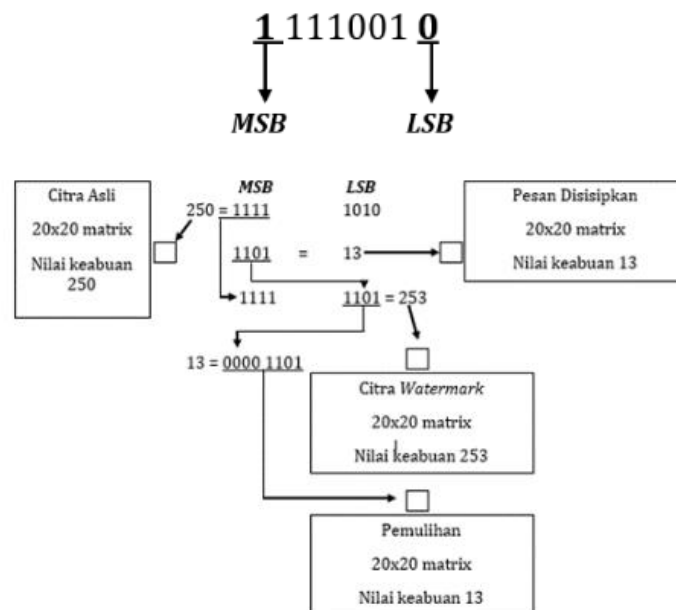 1 111001 0
MSB LSB
Citra Asli
20x20 matrix
Nilai keabuan
250
MSB LSB
250 = 1111 1010
1101 = 13
1111 1101 = 253
13 = 0000 1101
Pesan Disisipkan
20x20 matrix
Nilai keabuan 13
Citra Watermark
20x20 matrix
Nilai keabuan 253
Pemulihan
20x20 matrix
Nilai keabuan 13